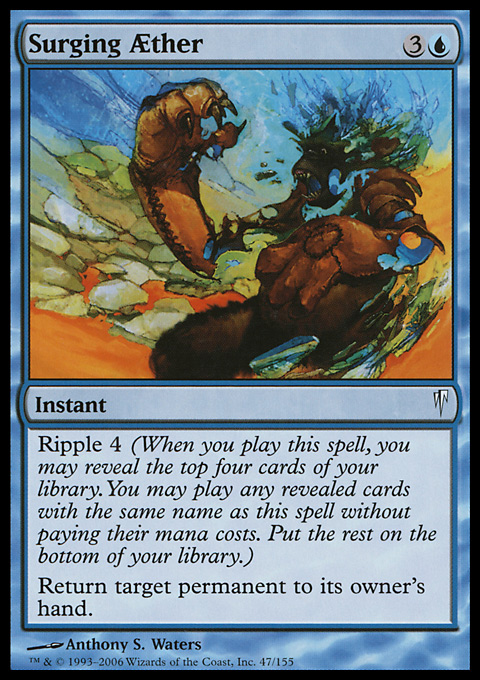 Surging Æther 3
Instant
Ripple 4 (When you play this spell, you
may reveal the top four cards of your
library. You may play any revealed cards
with the same name as this spell without
paying their mana costs. Put the rest on the
bottom of your library.)
Return target permanent to its owner's
hand.
Anthony S. Waters
™ & © 1993–2006 Wizards of the Coast, Inc. 47/155